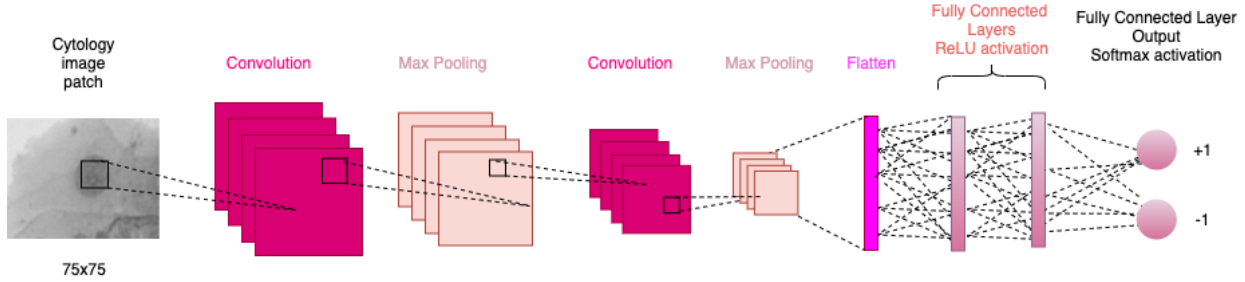 Cytology
image
patch
75x75
Convolution
Max Pooling
Convolution
Max Pooling
Flatten
Fully Connected
Layers
ReLU activation
Fully Connected Layer
Output
Softmax activation
+1
-1